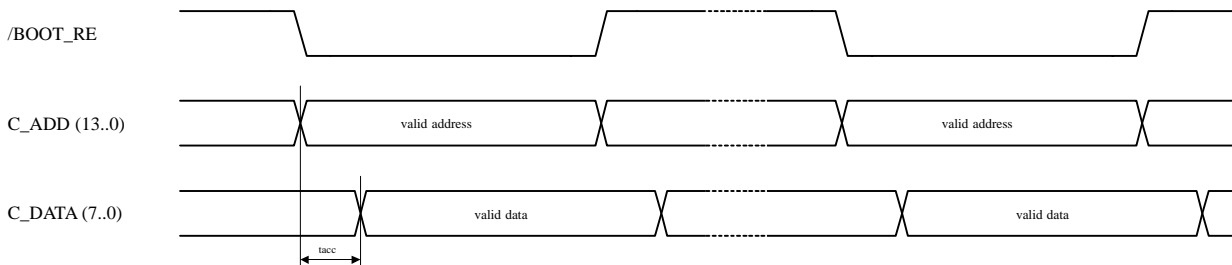 /BOOT_RE
C_ADD (13..0)
valid address
valid address
C_DATA (7..0)
valid data
valid data
tacc